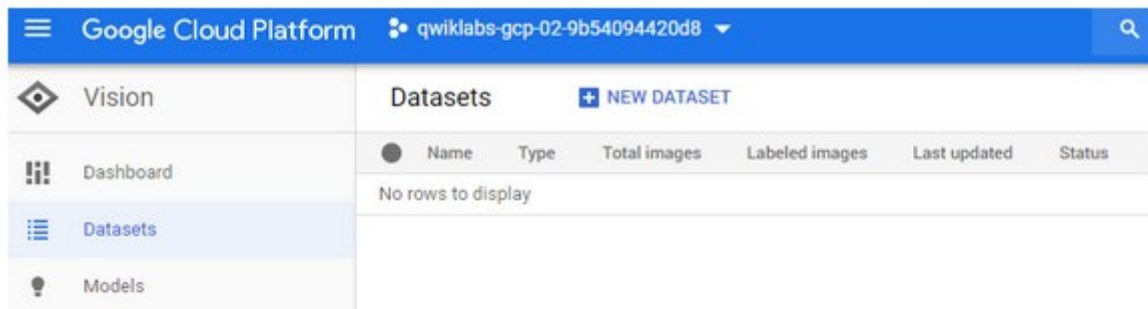 Google Cloud Platform qwiklabs-gcp-02-9b54094420d8
Vision
Datasets NEW DATASET
Name Type Total images Labeled images Last updated Status
Dashboard
No rows to display
Datasets
Models